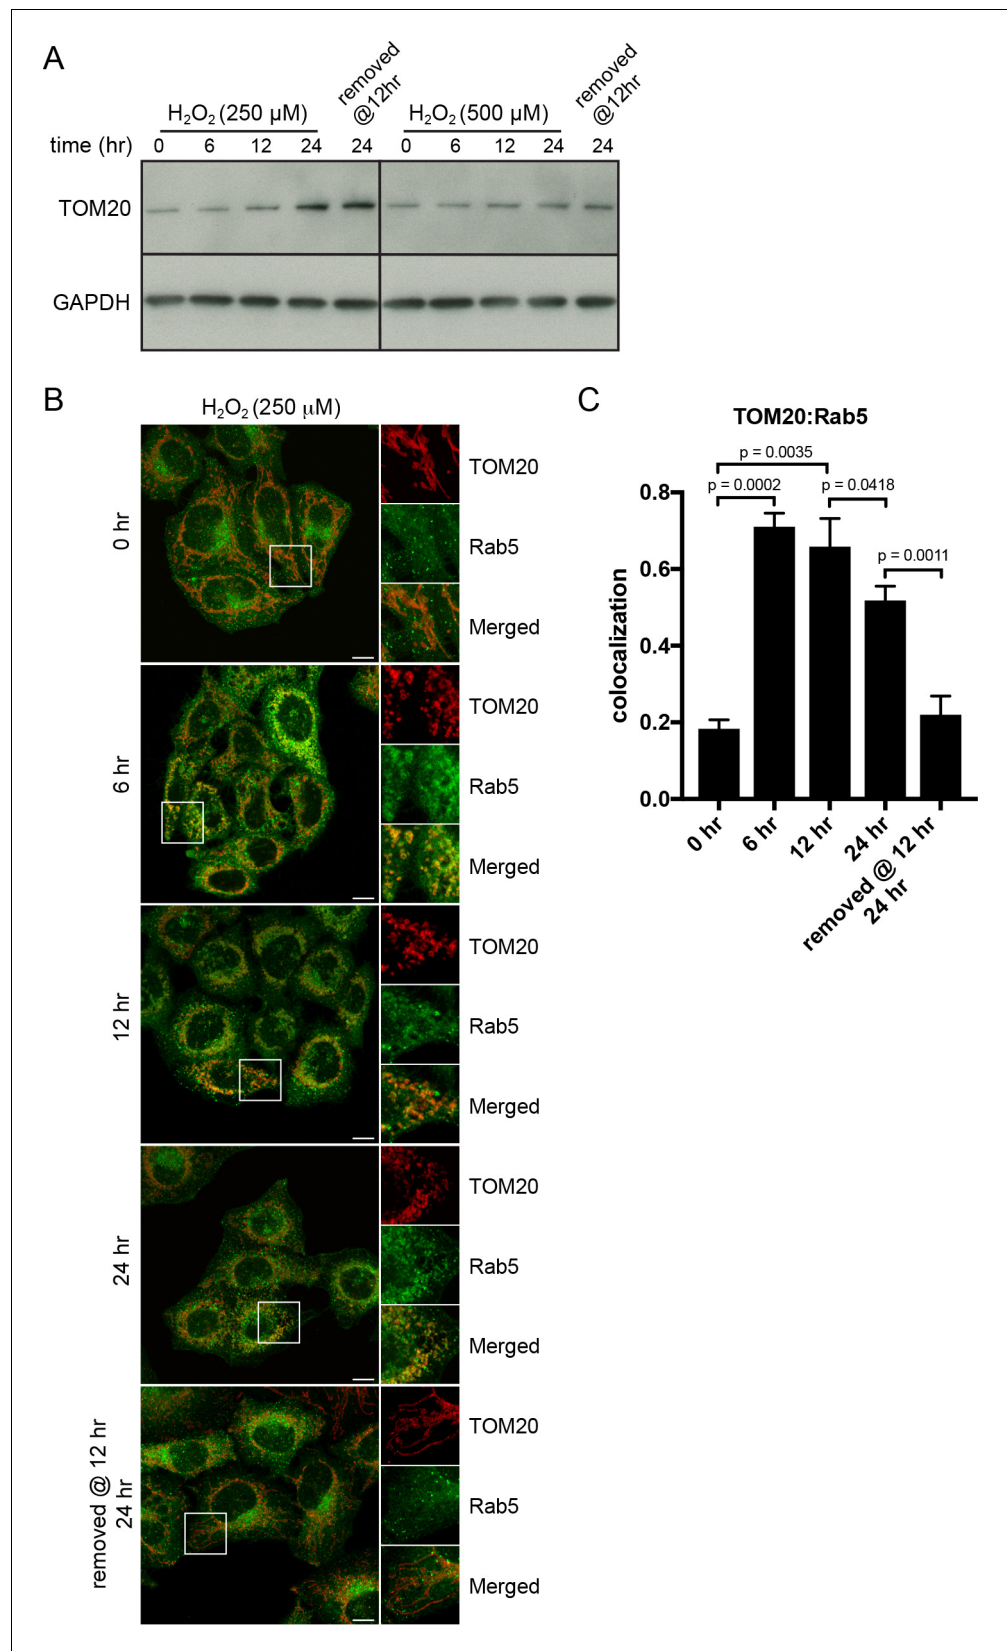 A
removed
@12hr
removed
@12hr
H₂O₂ (250 μM)
H₂O₂ (500 μM)
time (hr) 0 6 12 24 24 0 6 12 24 24
TOM20
GAPDH
B
H₂O₂ (250 μM)
0 hr
TOM20
Rab5
Merged
6 hr
TOM20
Rab5
Merged
12 hr
TOM20
Rab5
Merged
24 hr
TOM20
Rab5
Merged
removed @ 12 hr
24 hr
TOM20
Rab5
Merged
C
TOM20:Rab5
p = 0.0035
p = 0.0002
p = 0.0418
p = 0.0011
colocalization
0.8
0.6
0.4
0.2
0.0
0 hr
6 hr
12 hr
24 hr
removed @ 12 hr
24 hr